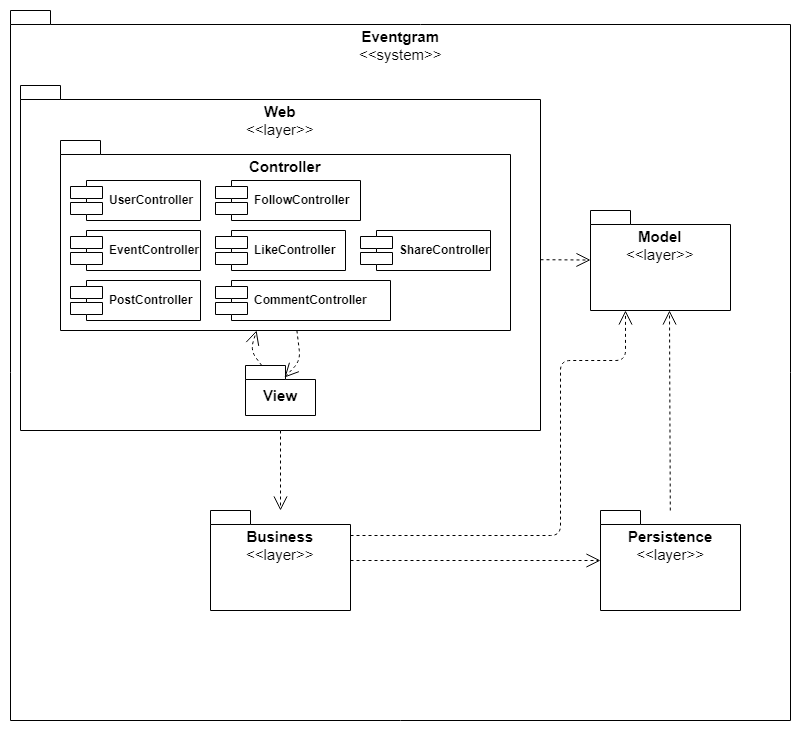 Eventgram
<<system>>
Web
<<layer>>
Controller
UserController
FollowController
EventController
LikeController
ShareController
PostController
CommentController
View
Model
<<layer>>
Business
<<layer>>
Persistence
<<layer>>